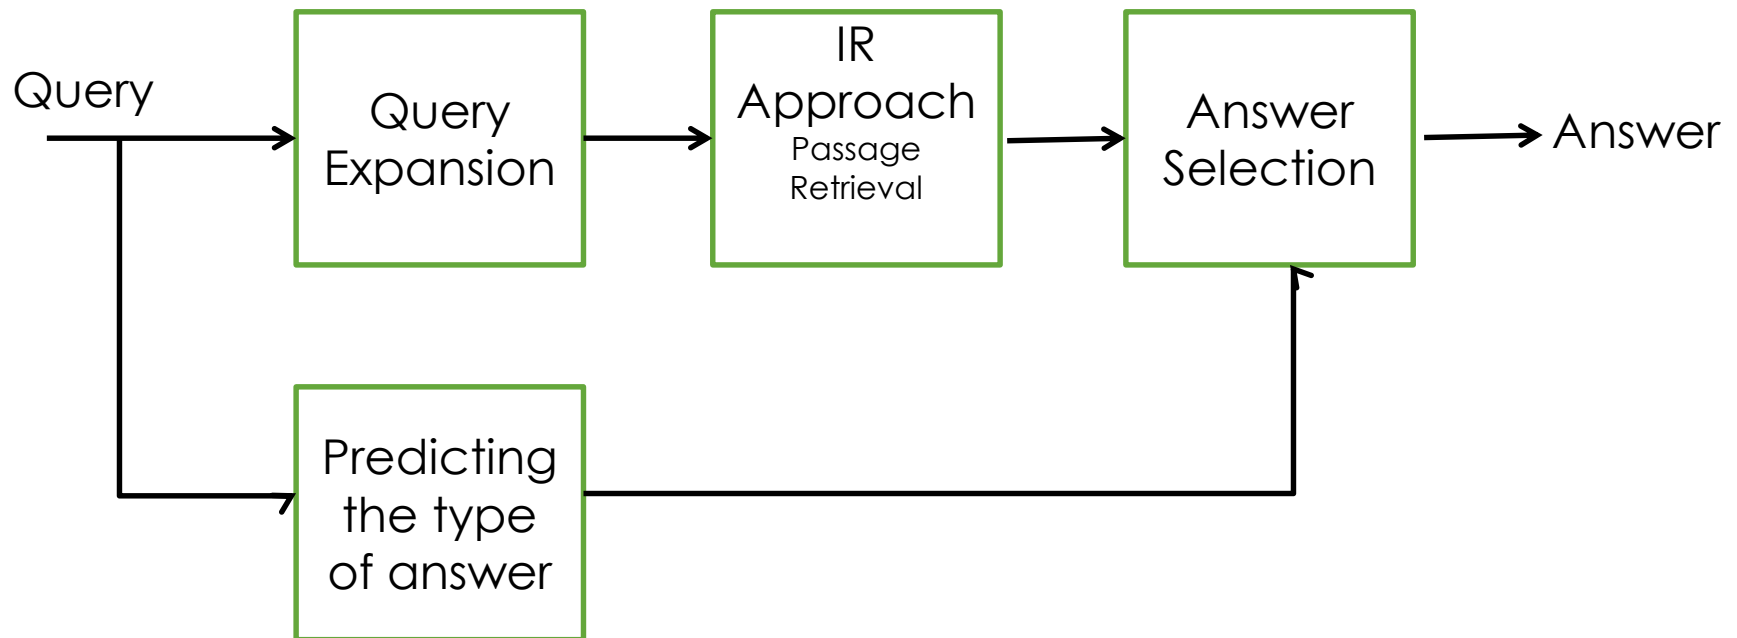 Query
Query
Expansion
IR
Approach
Passage
Retrieval
Answer
Selection
Answer
Predicting
the type
of answer